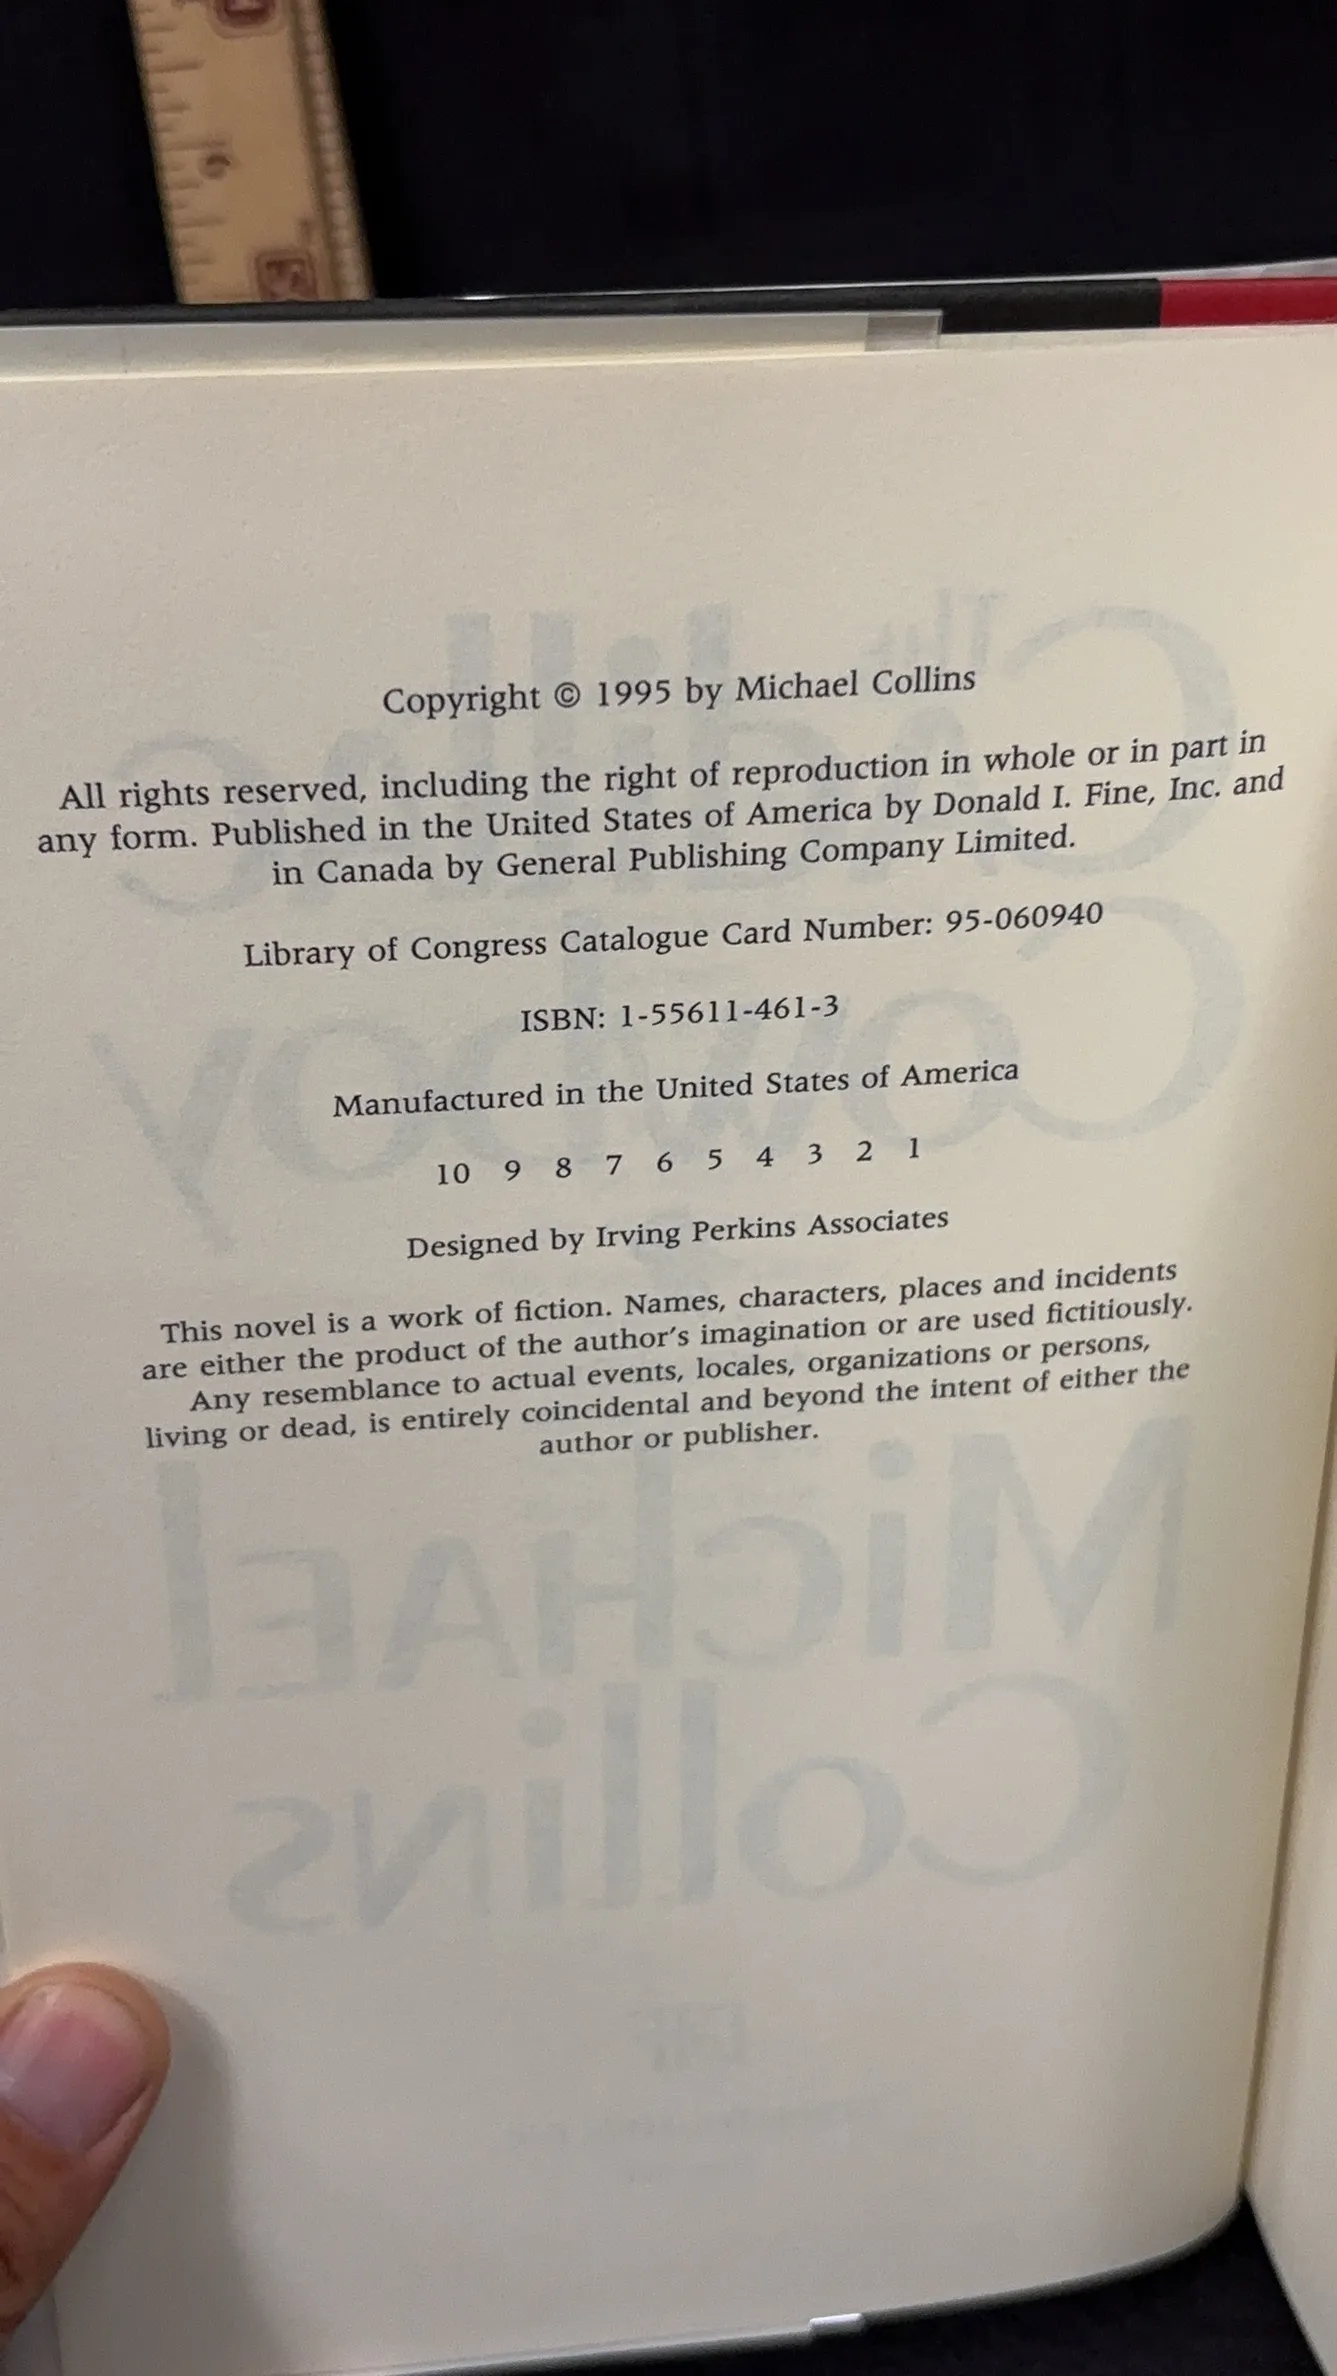 Copyright © 1995 by Michael Collins
All rights reserved, including the right of reproduction in whole or in part in
any form. Published in the United States of America by Donald I. Fine, Inc. and
in Canada by General Publishing Company Limited.
Library of Congress Catalogue Card Number: 95-060940
ISBN: 1-55611-461-3
Manufactured in the United States of America
10 9 8 7 6 5 4 3 2 1
Designed by Irving Perkins Associates
This novel is a work of fiction. Names, characters, places and incidents
are either the product of the author's imagination or are used fictitiously.
Any resemblance to actual events, locales, organizations or persons,
living or dead, is entirely coincidental and beyond the intent of either the
author or publisher.
The
Cadillac
Cowboy
Michael
Collins